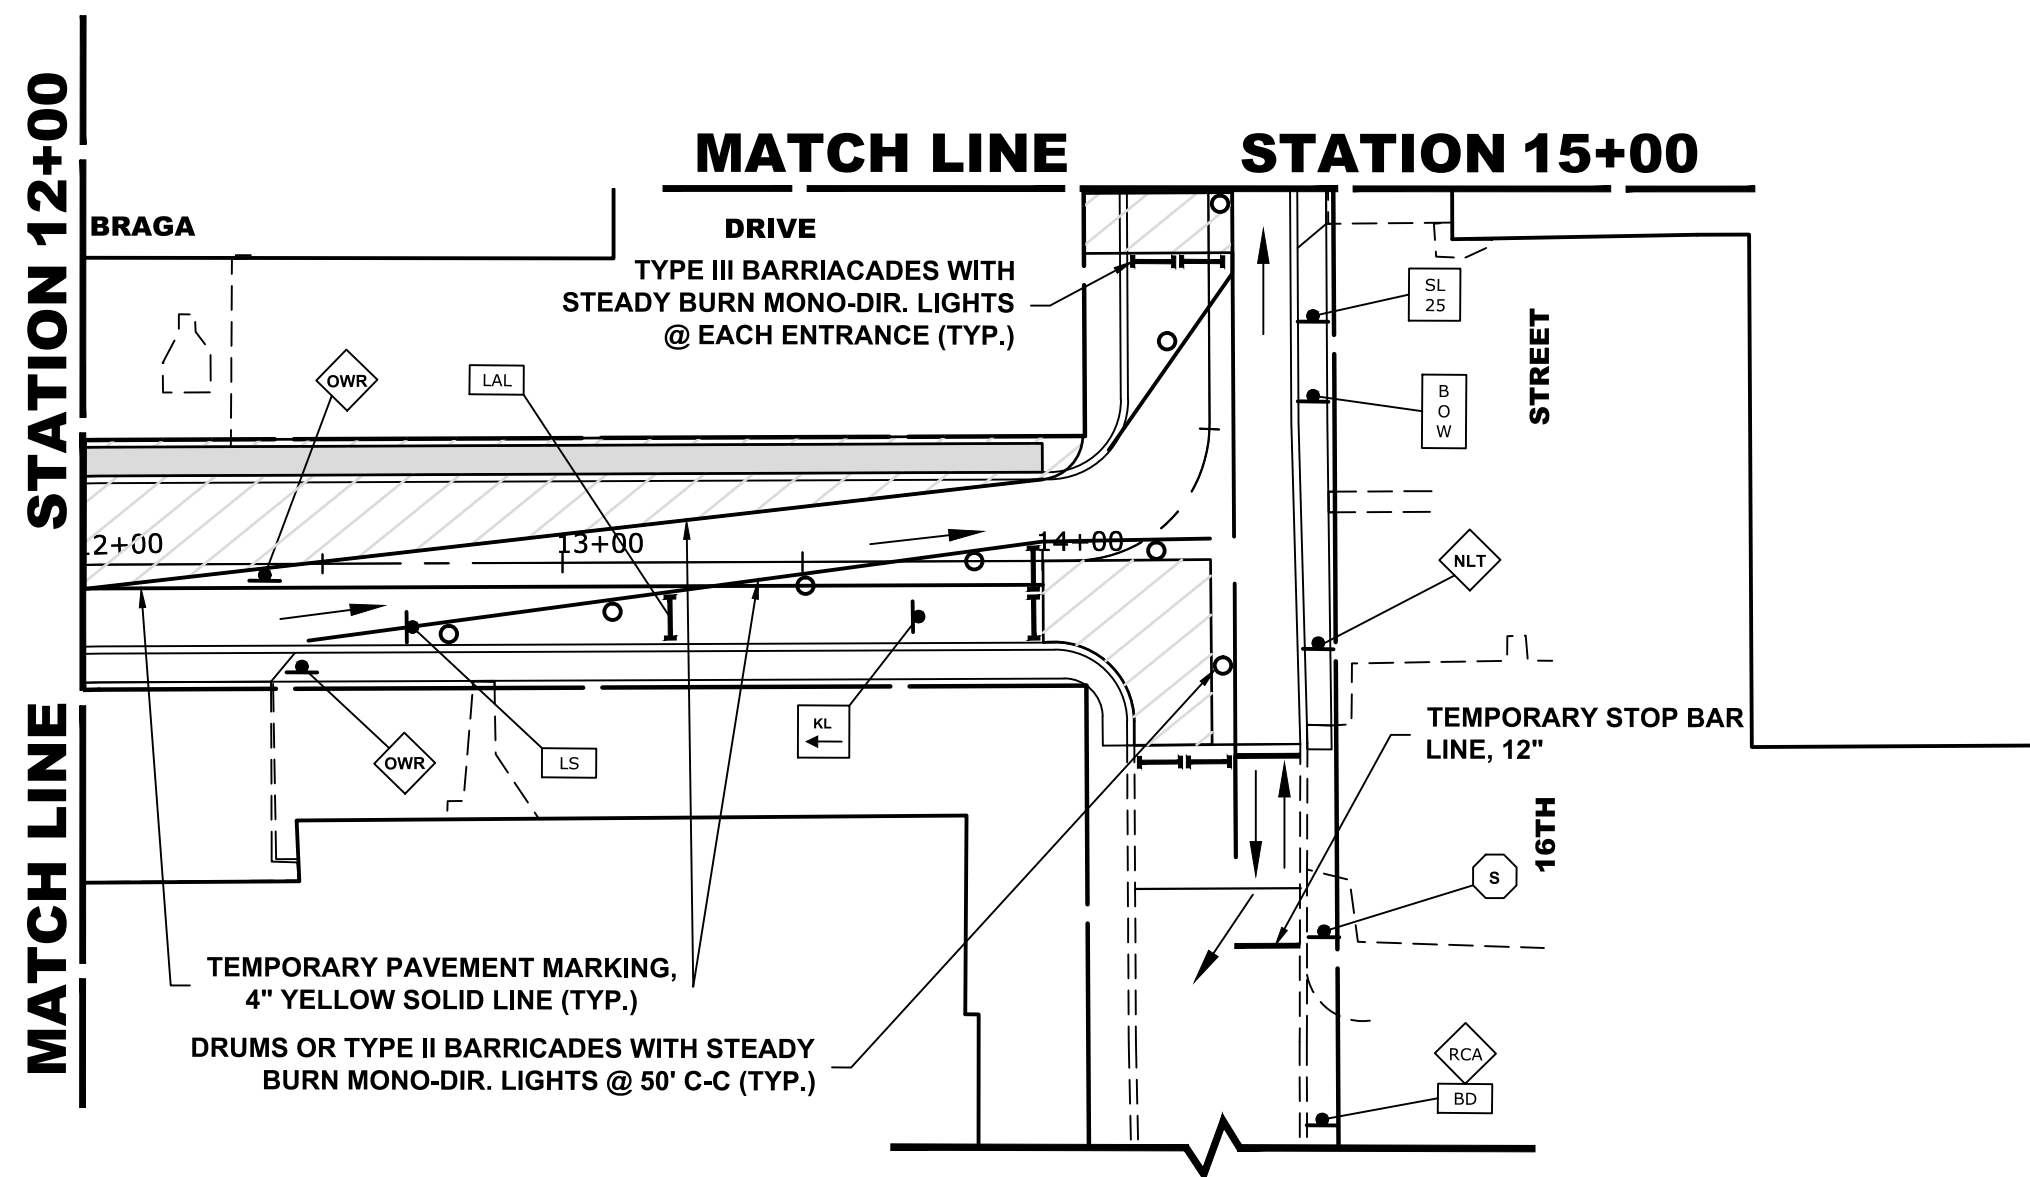 MATCH LINE STATION 12+00
MATCH LINE STATION 15+00
BRAGA DRIVE
TYPE III BARRIACADES WITH
STEADY BURN MONO-DIR. LIGHTS
@ EACH ENTRANCE (TYP.)
SL
25
OWR
LAL
B
O
W
STREET
2+00
13+00
14+00
NLT
TEMPORARY STOP BAR
LINE, 12"
KL
OWR
LS
16TH
S
TEMPORARY PAVEMENT MARKING,
4" YELLOW SOLID LINE (TYP.)
DRUMS OR TYPE II BARRICADES WITH STEADY
BURN MONO-DIR. LIGHTS @ 50' C-C (TYP.)
RCA
BD